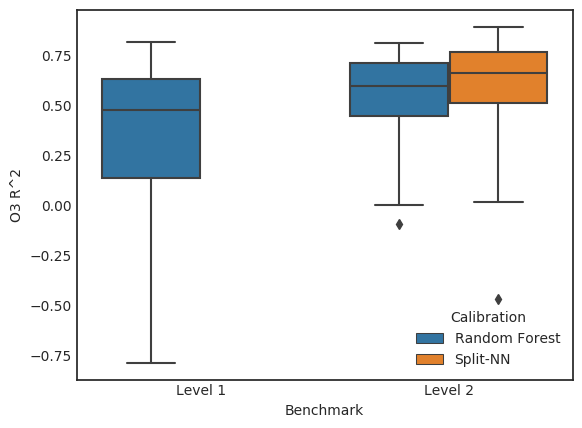 O3 R^2
0.75
0.50
0.25
0.00
−0.25
−0.50
−0.75
Calibration
Random Forest
Split-NN
Level 1
Level 2
Benchmark